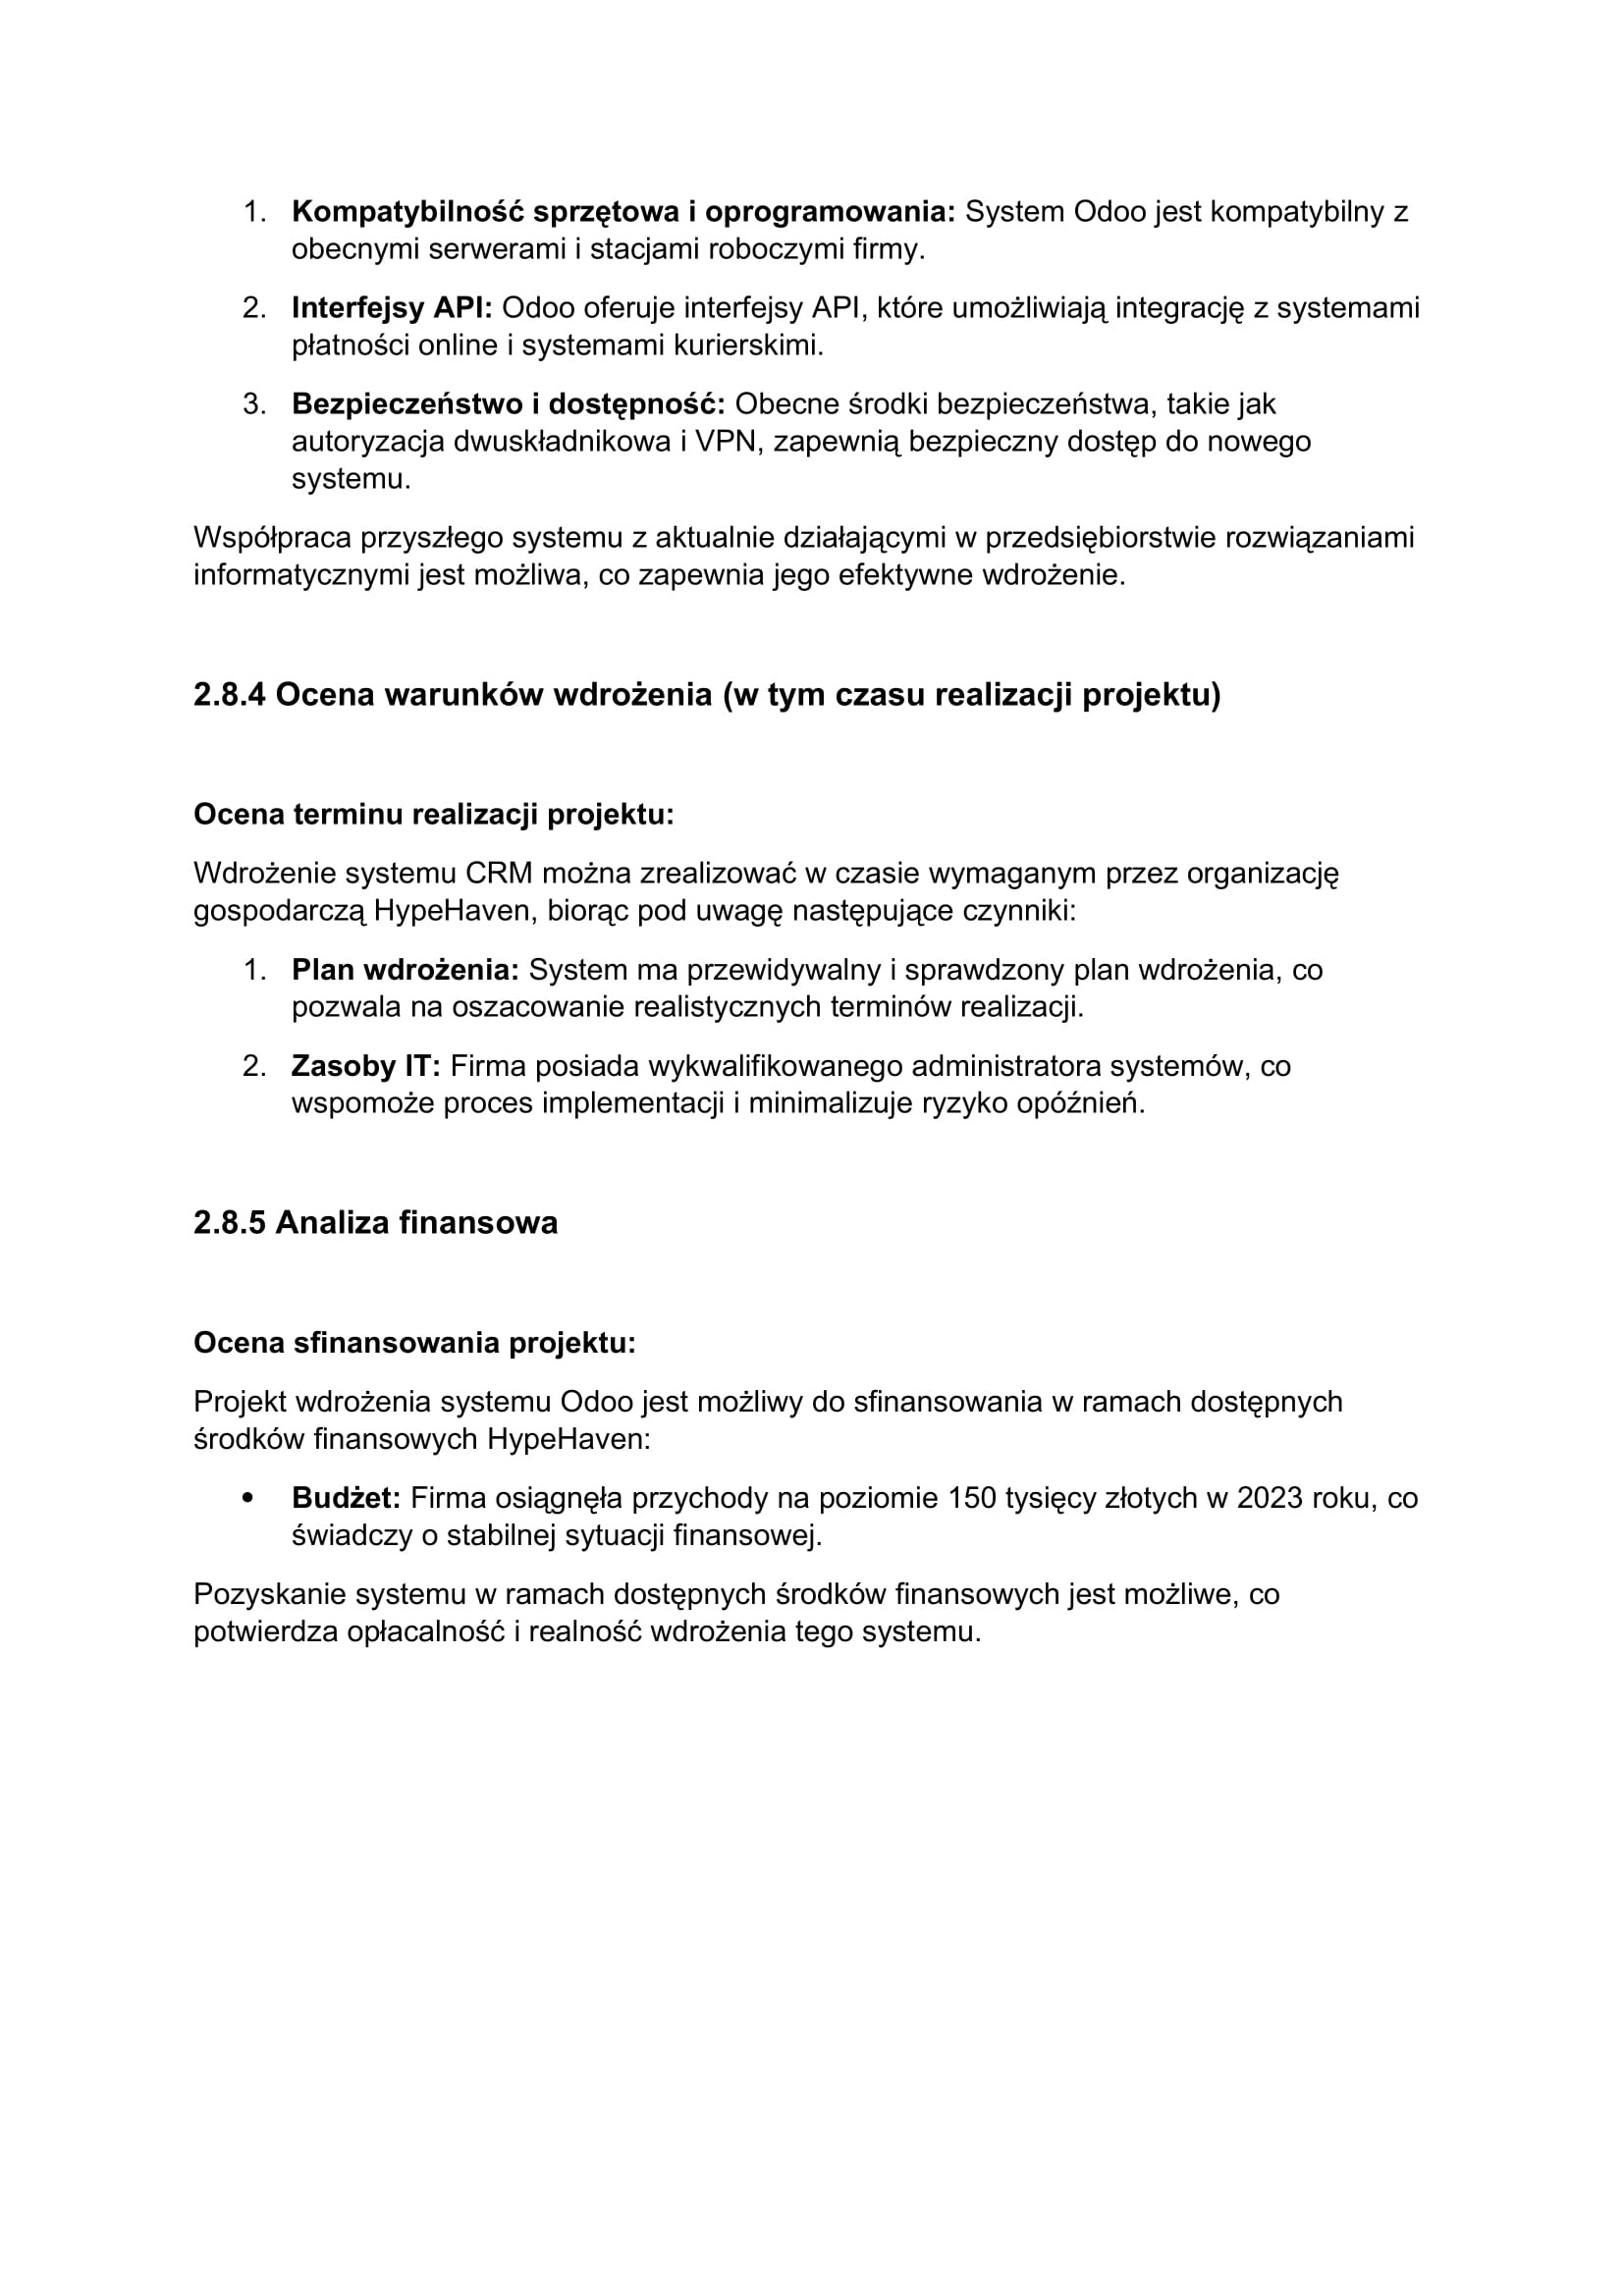 1. Kompatybilność sprzętowa i oprogramowania: System Odoo jest kompatybilny z
obecnymi serwerami i stacjami roboczymi firmy.
2. Interfejsy API: Odoo oferuje interfejsy API, które umożliwiają integrację z systemami
płatności online i systemami kurierskimi.
3. Bezpieczeństwo i dostępność: Obecne środki bezpieczeństwa, takie jak
autoryzacja dwuskładnikowa i VPN, zapewnią bezpieczny dostęp do nowego
systemu.
Współpraca przyszłego systemu z aktualnie działającymi w przedsiębiorstwie rozwiązaniami
informatycznymi jest możliwa, co zapewnia jego efektywne wdrożenie.
2.8.4 Ocena warunków wdrożenia (w tym czasu realizacji projektu)
Ocena terminu realizacji projektu:
Wdrożenie systemu CRM można zrealizować w czasie wymaganym przez organizację
gospodarczą HypeHaven, biorąc pod uwagę następujące czynniki:
1. Plan wdrożenia: System ma przewidywalny i sprawdzony plan wdrożenia, co
pozwala na oszacowanie realistycznych terminów realizacji.
2. Zasoby IT: Firma posiada wykwalifikowanego administratora systemów, co
wspomoże proces implementacji i minimalizuje ryzyko opóźnień.
2.8.5 Analiza finansowa
Ocena sfinansowania projektu:
Projekt wdrożenia systemu Odoo jest możliwy do sfinansowania w ramach dostępnych
środków finansowych HypeHaven:
• Budżet: Firma osiągnęła przychody na poziomie 150 tysięcy złotych w 2023 roku, co
świadczy o stabilnej sytuacji finansowej.
Pozyskanie systemu w ramach dostępnych środków finansowych jest możliwe, co
potwierdza opłacalność i realność wdrożenia tego systemu.